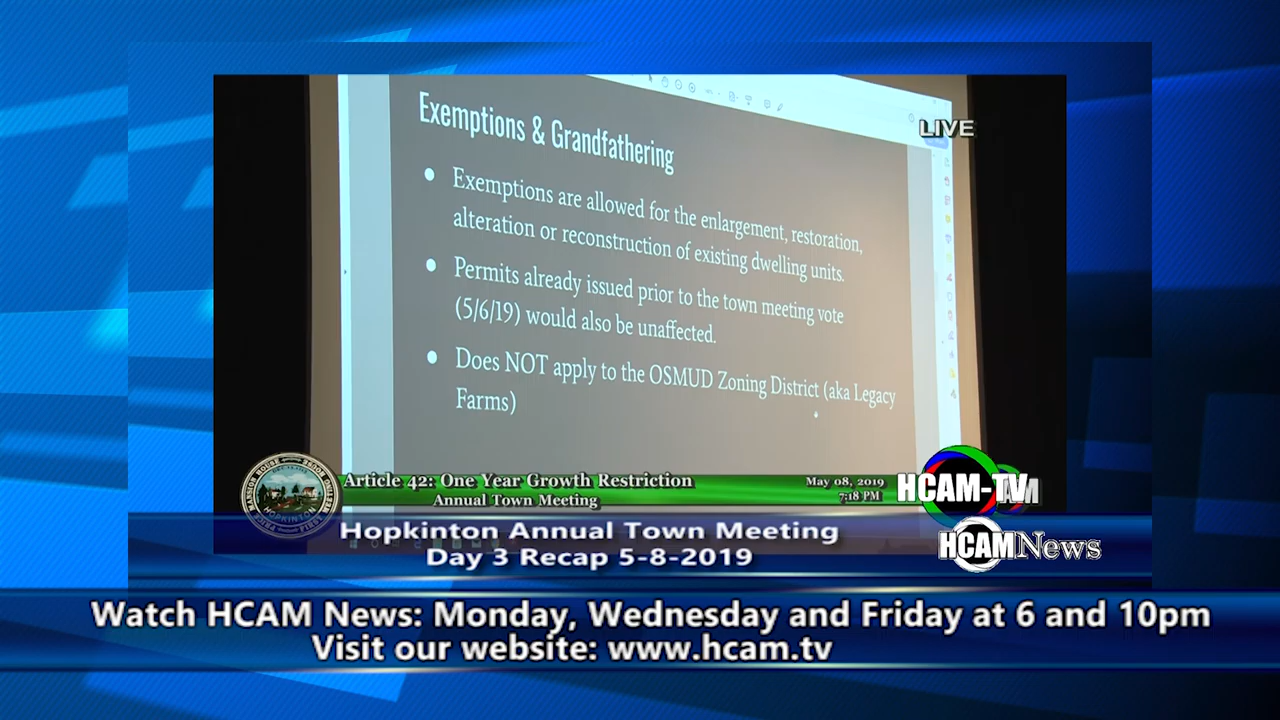 LIVE
Exemptions & Grandfathering
Exemptions are allowed for the enlargement, restoration,
alteration or reconstruction of existing dwelling units.
Permits already issued prior to the town meeting vote
(5/6/19) would also be unaffected.
Does NOT apply to the OSMUD Zoning District (aka Legacy
Farms)
HOPKINTON
Article 42: One Year Growth Restriction
Annual Town Meeting
May 08, 2019
7:18 PM
HCAM-TV
Hopkinton Annual Town Meeting
Day 3 Recap 5-8-2019
HCAMNews
Watch HCAM News: Monday, Wednesday and Friday at 6 and 10pm
Visit our website: www.hcam.tv